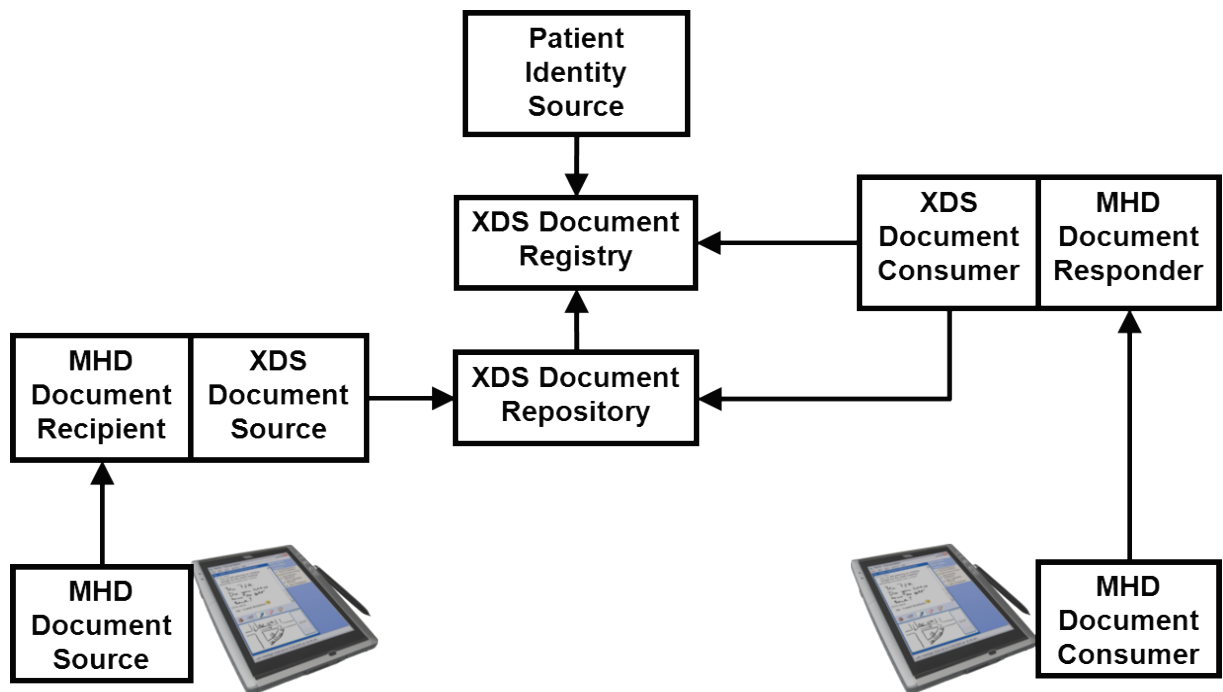 Patient
Identity
Source
XDS Document
Registry
XDS
Document
Consumer
MHD
Document
Responder
MHD
Document
Recipient
XDS
Document
Source
XDS Document
Repository
MHD
Document
Source
MHD
Document
Consumer